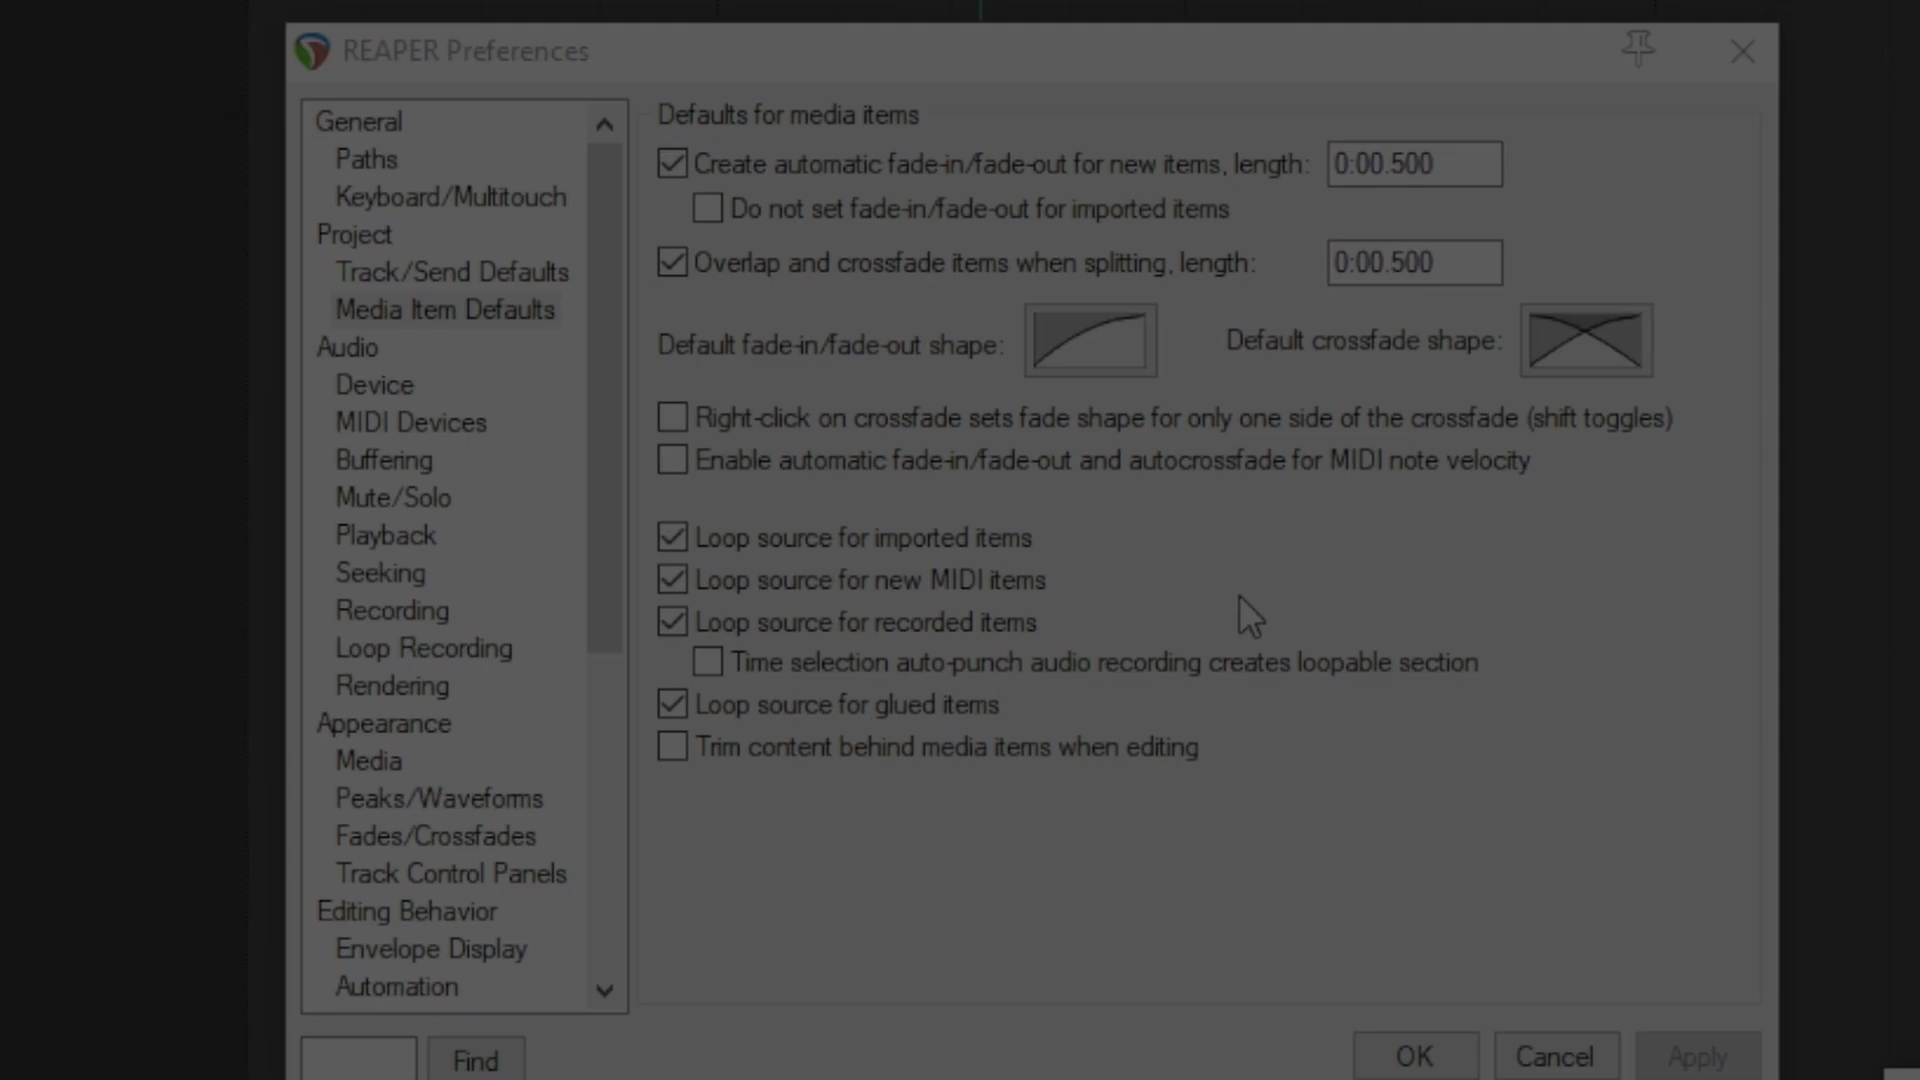 REAPER Preferences
General
Paths
Keyboard/Multitouch
Project
Track/Send Defaults
Media Item Defaults
Audio
Device
MIDI Devices
Buffering
Mute/Solo
Playback
Seeking
Recording
Loop Recording
Rendering
Appearance
Media
Peaks/Waveforms
Fades/Crossfades
Track Control Panels
Editing Behavior
Envelope Display
Automation
Find
Defaults for media items
Create automatic fade-in/fade-out for new items, length: 0:00.500
Do not set fade-in/fade-out for imported items
Overlap and crossfade items when splitting, length: 0:00.500
Default fade-in/fade-out shape: Default crossfade shape:
Right-click on crossfade sets fade shape for only one side of the crossfade (shift toggles)
Enable automatic fade-in/fade-out and autocrossfade for MIDI note velocity
Loop source for imported items
Loop source for new MIDI items
Loop source for recorded items
Time selection auto-punch audio recording creates loopable section
Loop source for glued items
Trim content behind media items when editing
OK Cancel Apply